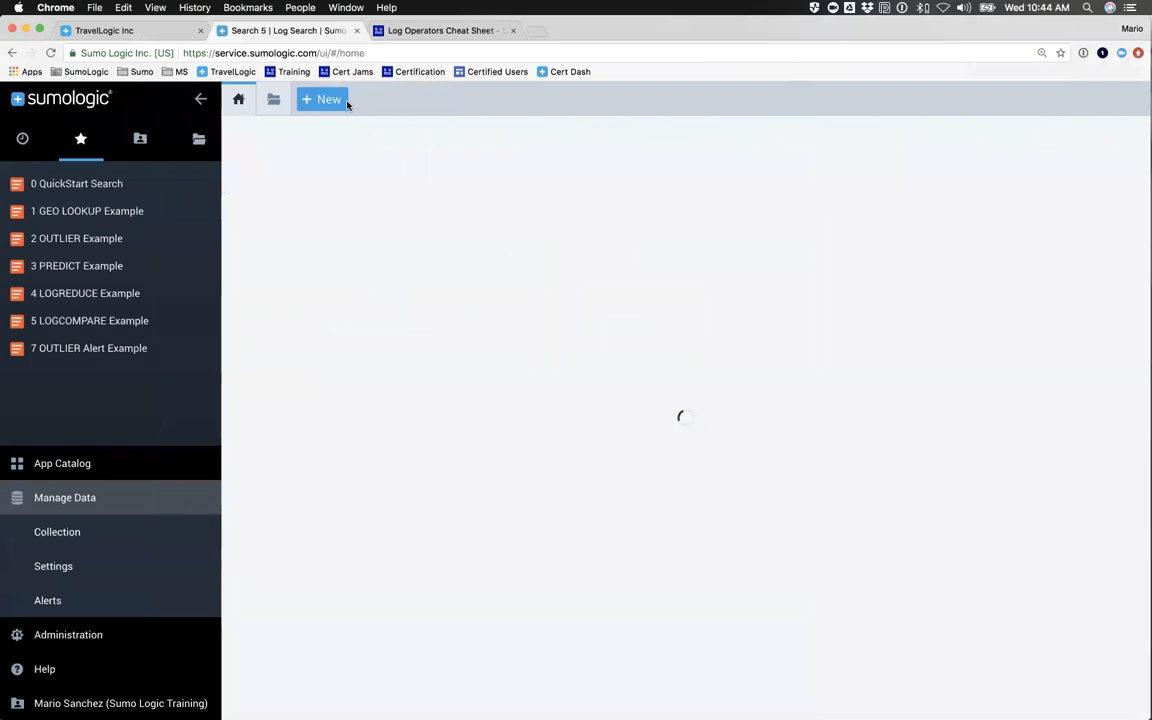 Chrome File Edit View History Bookmarks People Window Help Wed 10:44 AM
TravelLogic Inc × Search 5 | Log Search | Sumo × Log Operators Cheat Sheet - × Mario
Sumo Logic Inc. [US] https://service.sumologic.com/ui/#/home
Apps SumoLogic Sumo MS TravelLogic Training Cert Jams Certification Certified Users Cert Dash
sumologic
+ New
0 QuickStart Search
1 GEO LOOKUP Example
2 OUTLIER Example
3 PREDICT Example
4 LOGREDUCE Example
5 LOGCOMPARE Example
7 OUTLIER Alert Example
App Catalog
Manage Data
Collection
Settings
Alerts
Administration
Help
Mario Sanchez (Sumo Logic Training)